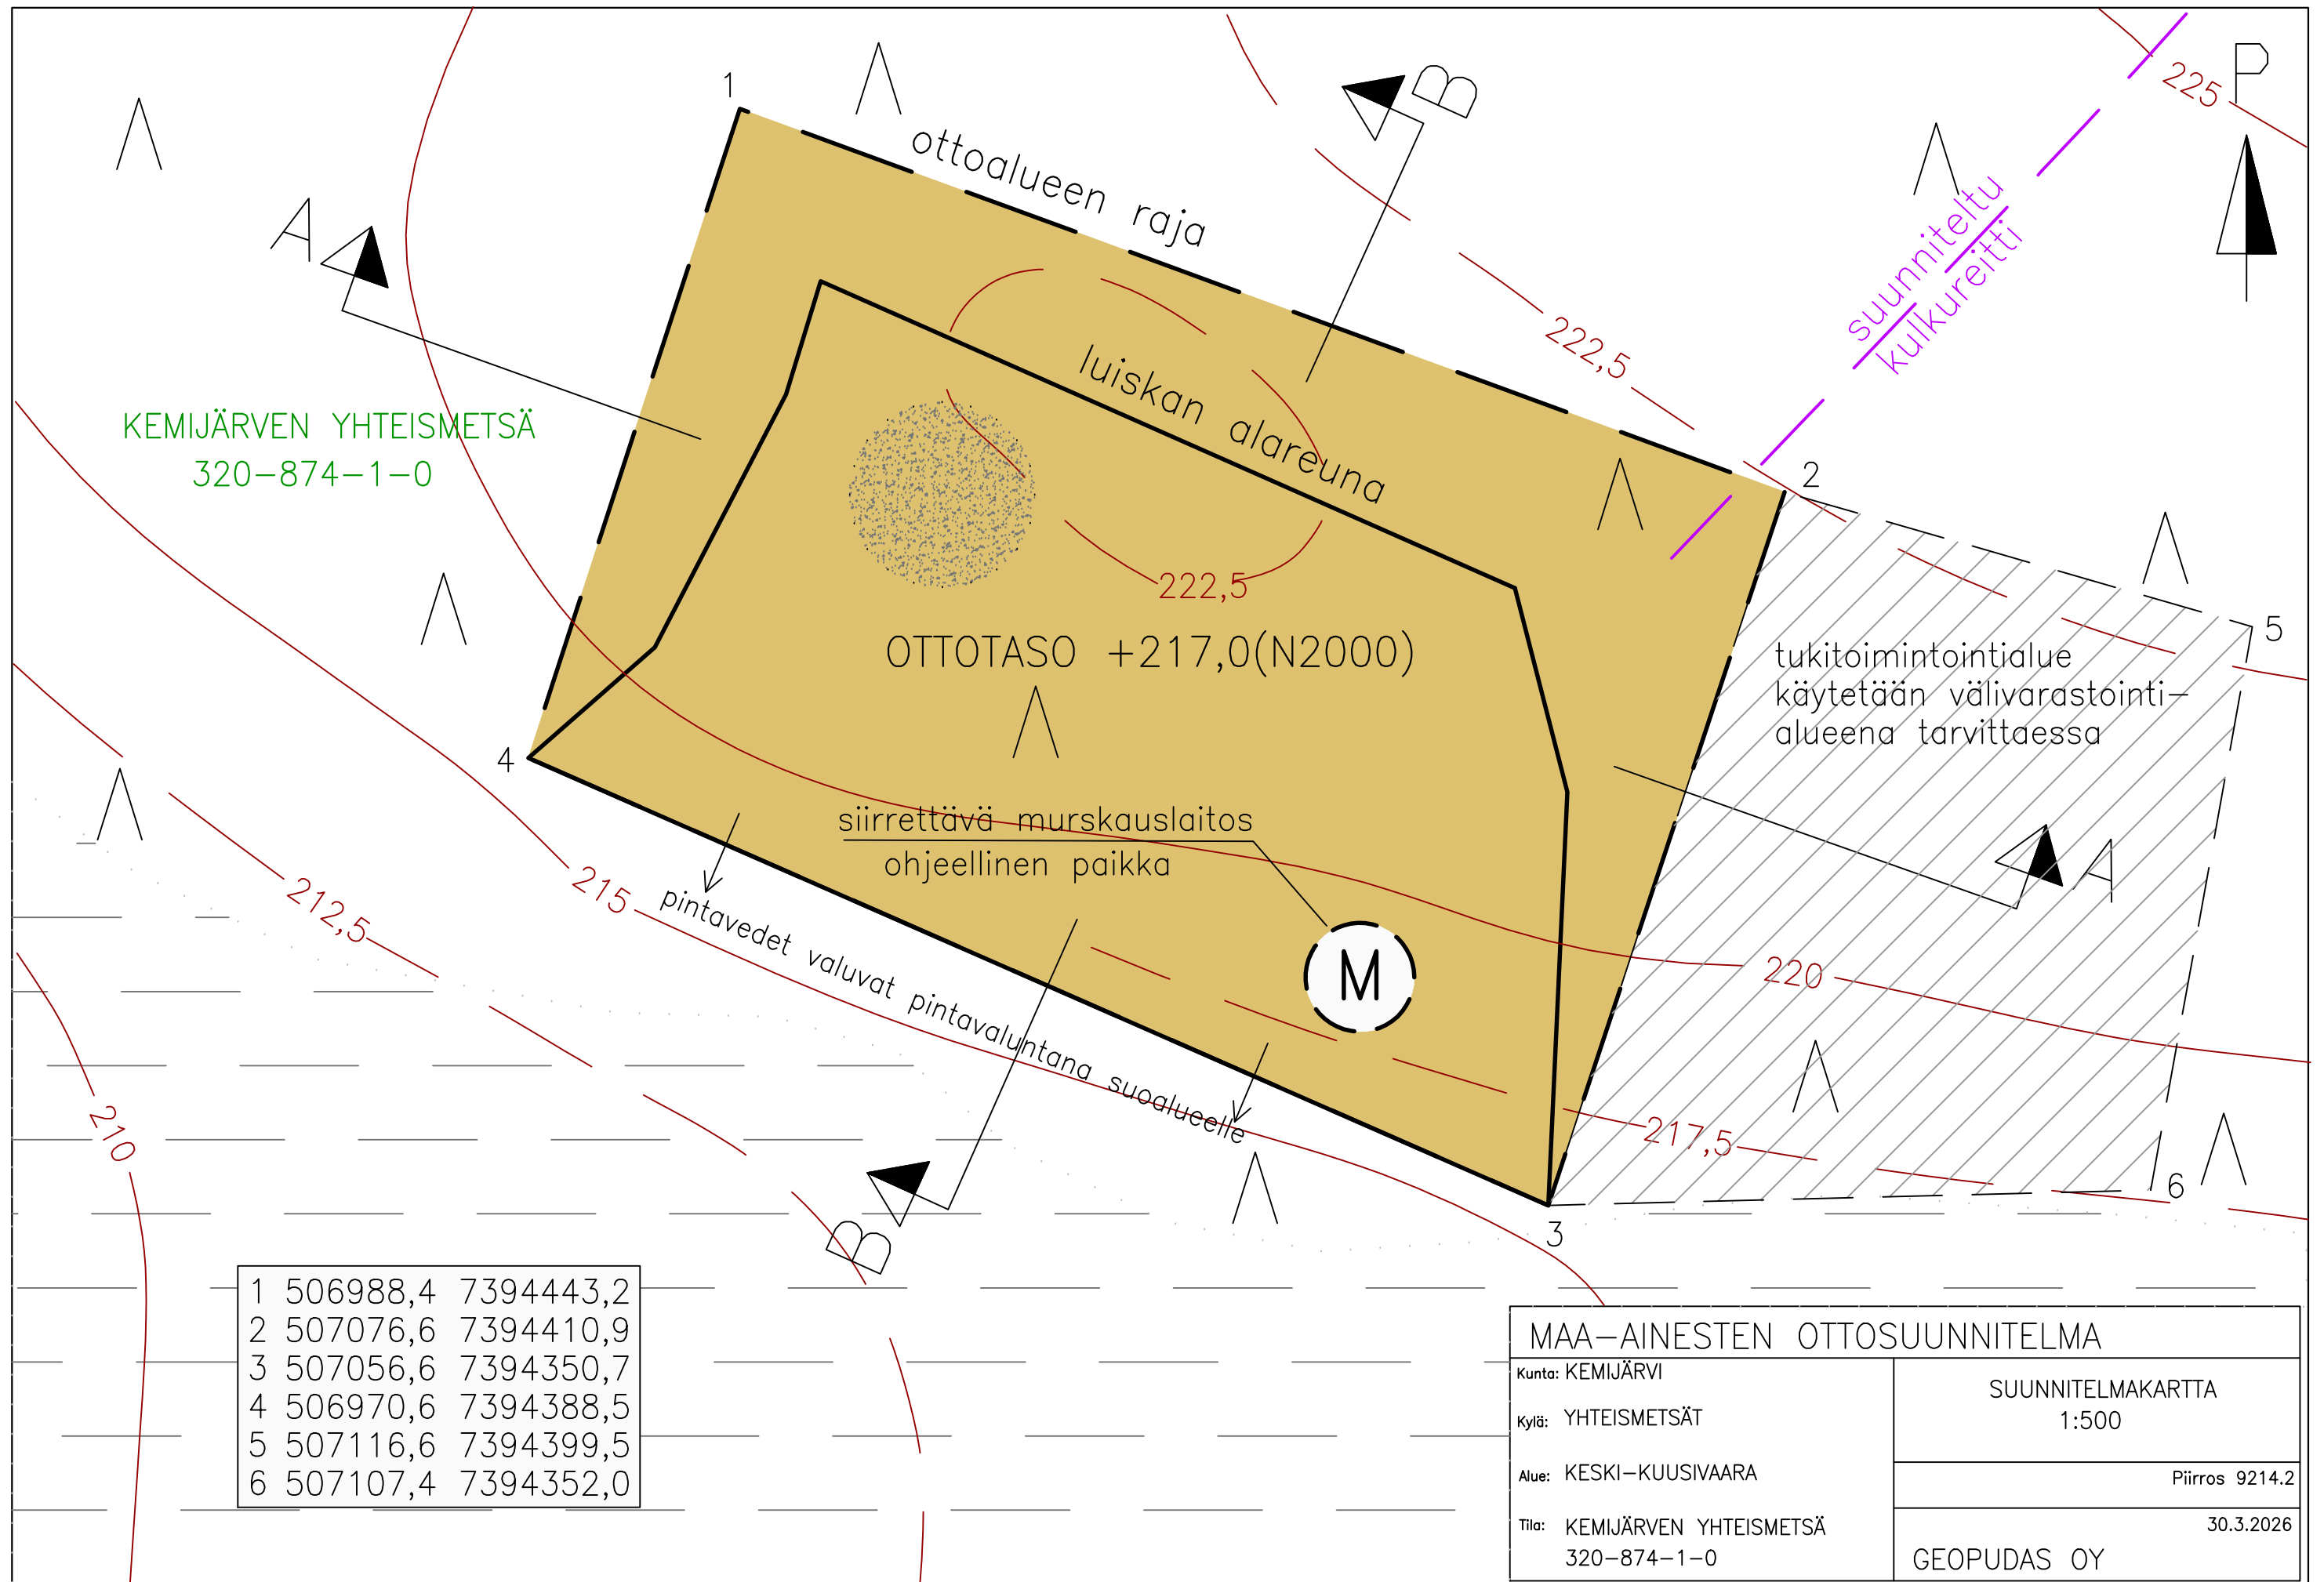 1
B
P
225
ottoalueen raja
A
suunniteltu
kulkureitti
222,5
luiskan alareuna
KEMIJÄRVEN YHTEISMETSÄ
320-874-1-0
2
222,5
5
OTTOTASO +217,0(N2000)
tukitoimintointialue
käytetään välivarastointi-
alueena tarvittaessa
4
siirrettävä murskauslaitos
ohjeellinen paikka
A
215
212,5
pintavedet valuvat pintavaluntana suoalueelle
M
220
210
217,5
6
3
B
1 506988,4 7394443,2
2 507076,6 7394410,9
3 507056,6 7394350,7
4 506970,6 7394388,5
5 507116,6 7394399,5
6 507107,4 7394352,0
MAA-AINESTEN OTTOSUUNNITELMA
Kunta: KEMIJÄRVI
Kylä: YHTEISMETSÄT
Alue: KESKI-KUUSIVAARA
Tila: KEMIJÄRVEN YHTEISMETSÄ
320-874-1-0
SUUNNITELMAKARTTA
1:500
Piirros 9214.2
30.3.2026
GEOPUDAS OY